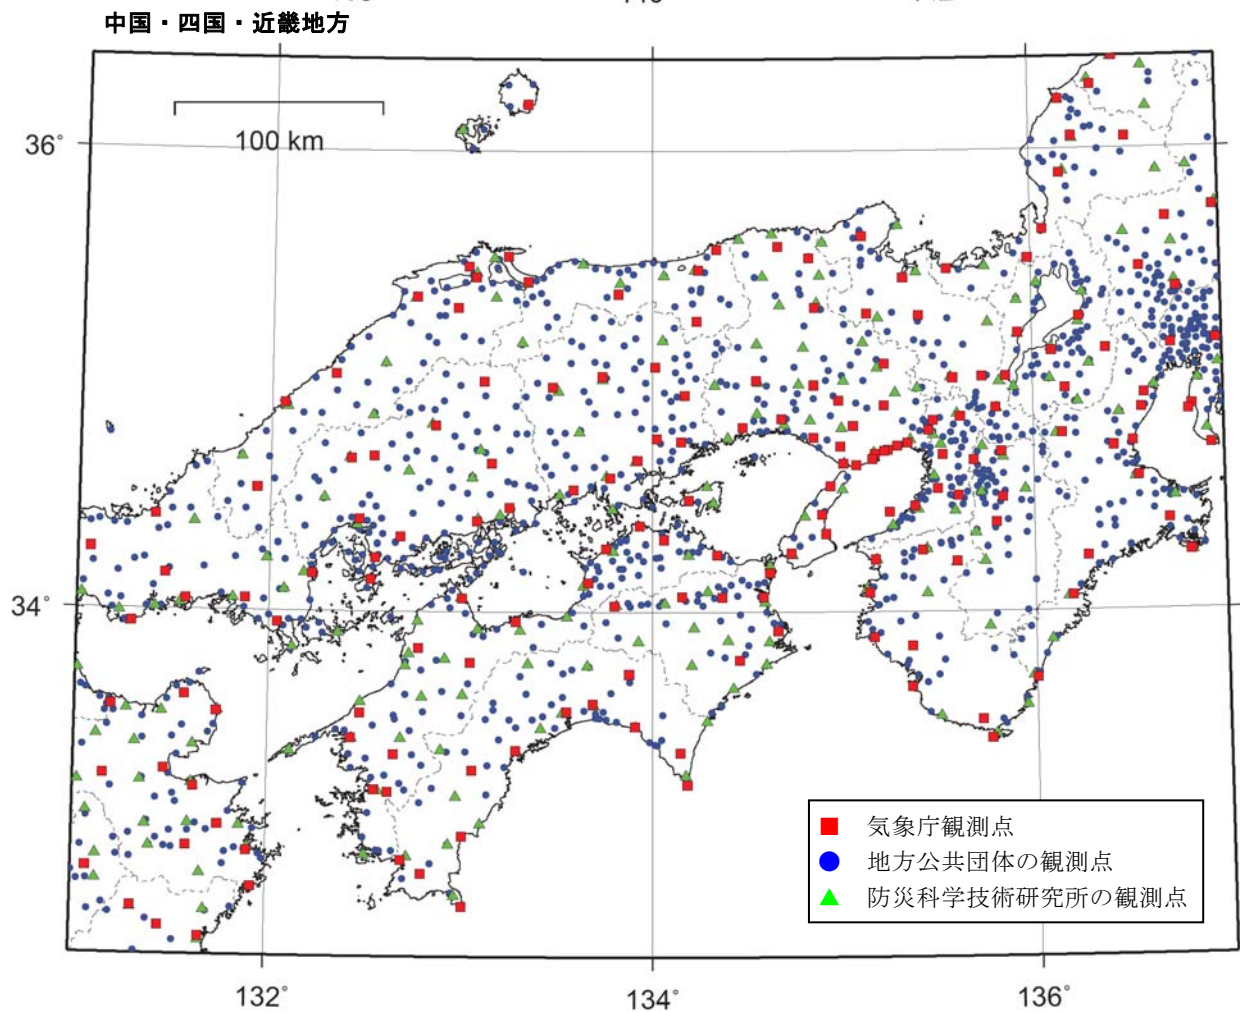 中国・四国・近畿地方
100 km
36°
34°
気象庁観測点
地方公共団体の観測点
防災科学技術研究所の観測点
132°
134°
136°